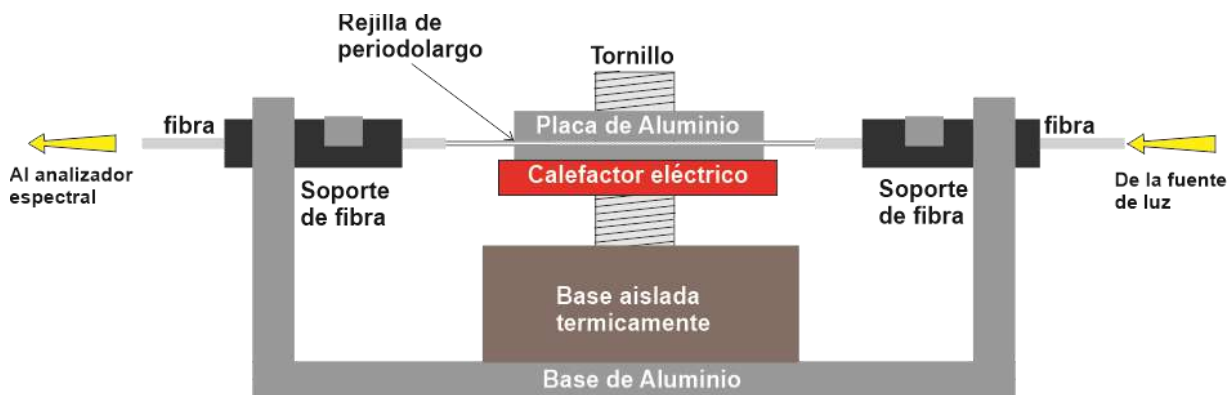 Rejilla de
periodolargo
Tornillo
fibra
Placa de Aluminio
fibra
Al analizador
espectral
Soporte
de fibra
Calefactor eléctrico
Soporte
de fibra
De la fuente
de luz
Base aislada
termicamente
Base de Aluminio